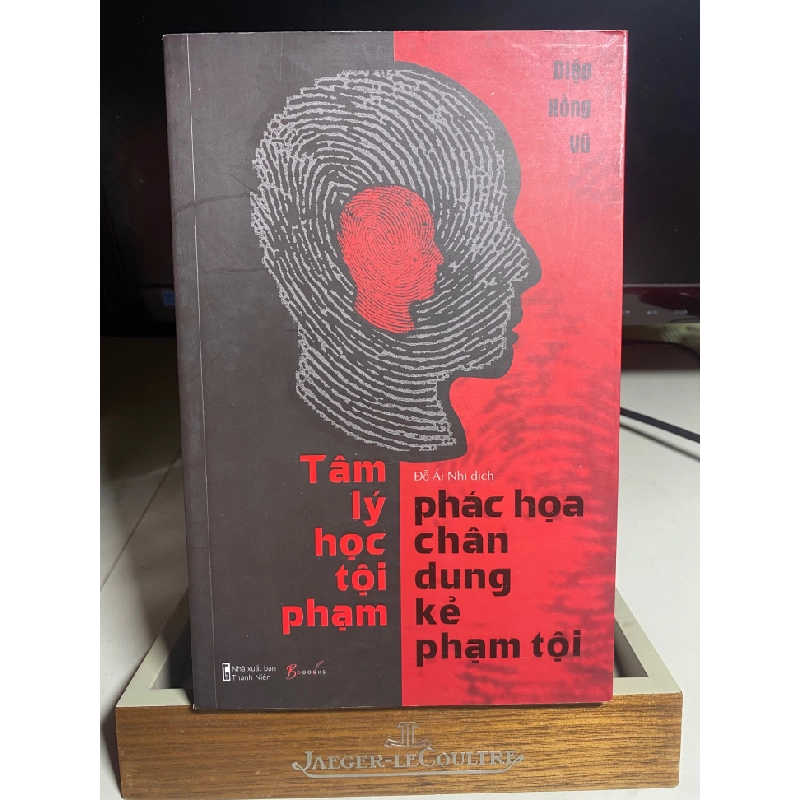 Diệp
Hồng
Vũ
Tâm
lý
học
tội
phạm
Đỗ Ái Nhi dịch
phác họa
chân
dung
kẻ
phạm tội
Nhà xuất bản
Thanh Niên
JAEGER-LECOULTRE